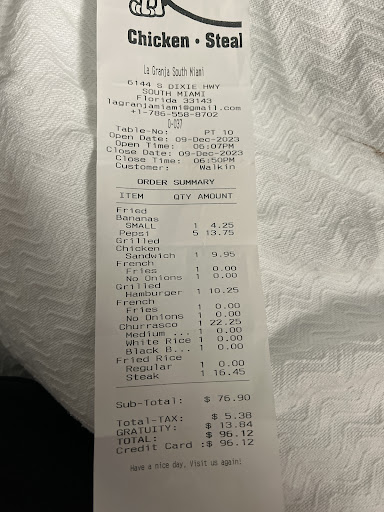 Chicken • Steak
La Granja South Miami
6144 S DIXIE HWY
SOUTH MIAMI
Florida 33143
lagranjamiami@gmail.com
+1-786-558-8702
D-037
Table-No: PT 10
Open Date: 09-Dec-2023
Open Time: 06:07PM
Close Date: 09-Dec-2023
Close Time: 06:50PM
Customer: Walkin
ORDER SUMMARY
ITEM QTY AMOUNT
Fried
Bananas
SMALL 1 4.25
Pepsi 5 13.75
Grilled
Chicken
Sandwich 1 9.95
French
Fries 1 0.00
No Onions 1 0.00
Grilled
Hamburger 1 10.25
French
Fries 1 0.00
No Onions 1 0.00
Churrasco 1 22.25
Medium ... 1 0.00
White Rice 1 0.00
Black B... 1 0.00
Fried Rice
Regular 1 0.00
Steak 1 16.45
Sub-Total: $ 76.90
Total-TAX: $ 5.38
GRATUITY: $ 13.84
TOTAL: $ 96.12
Credit Card :$ 96.12
Have a nice day, Visit us again!